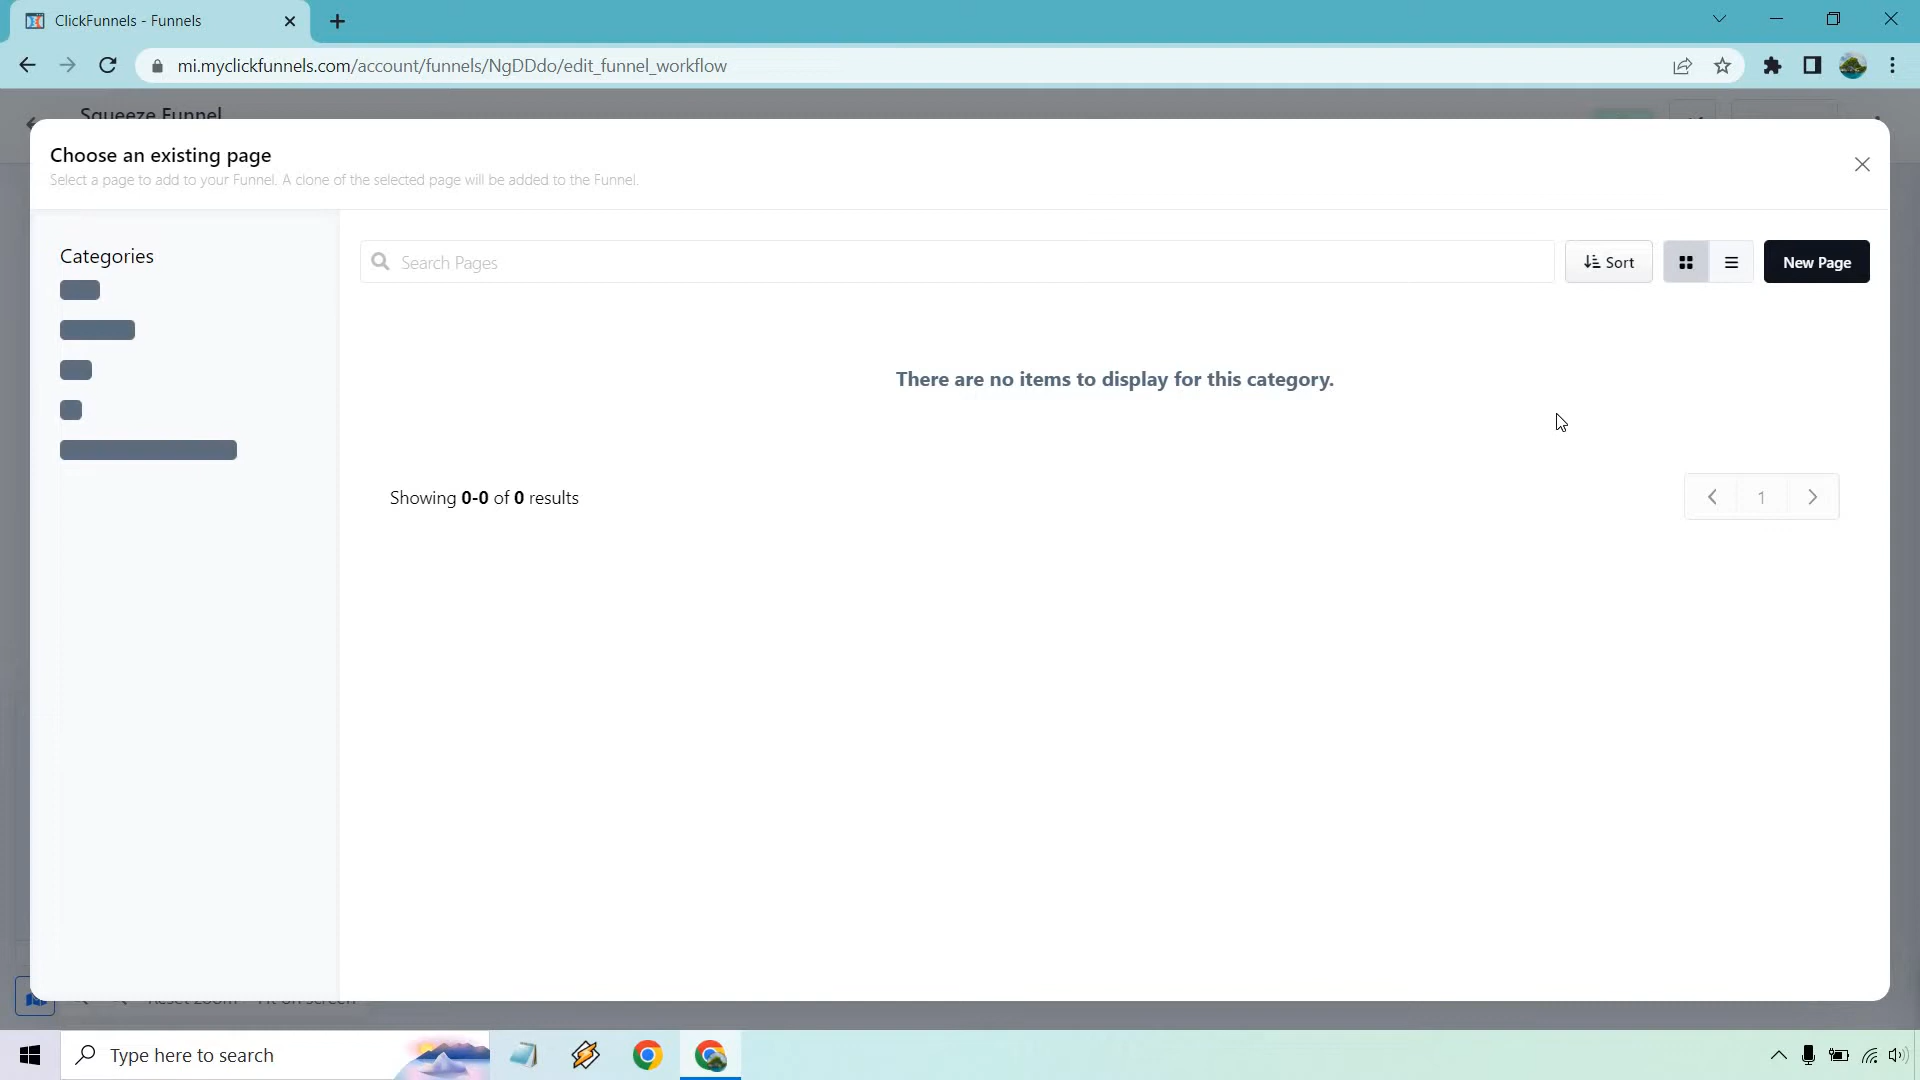 ClickFunnels - Funnels
mi.myclickfunnels.com/account/funnels/NgDDdo/edit_funnel_workflow
Squeeze Funnel
Choose an existing page
Select a page to add to your Funnel. A clone of the selected page will be added to the Funnel.
Categories
Search Pages
Sort
New Page
There are no items to display for this category.
Showing 0-0 of 0 results
1
Reset zoom
Fit on screen
Type here to search